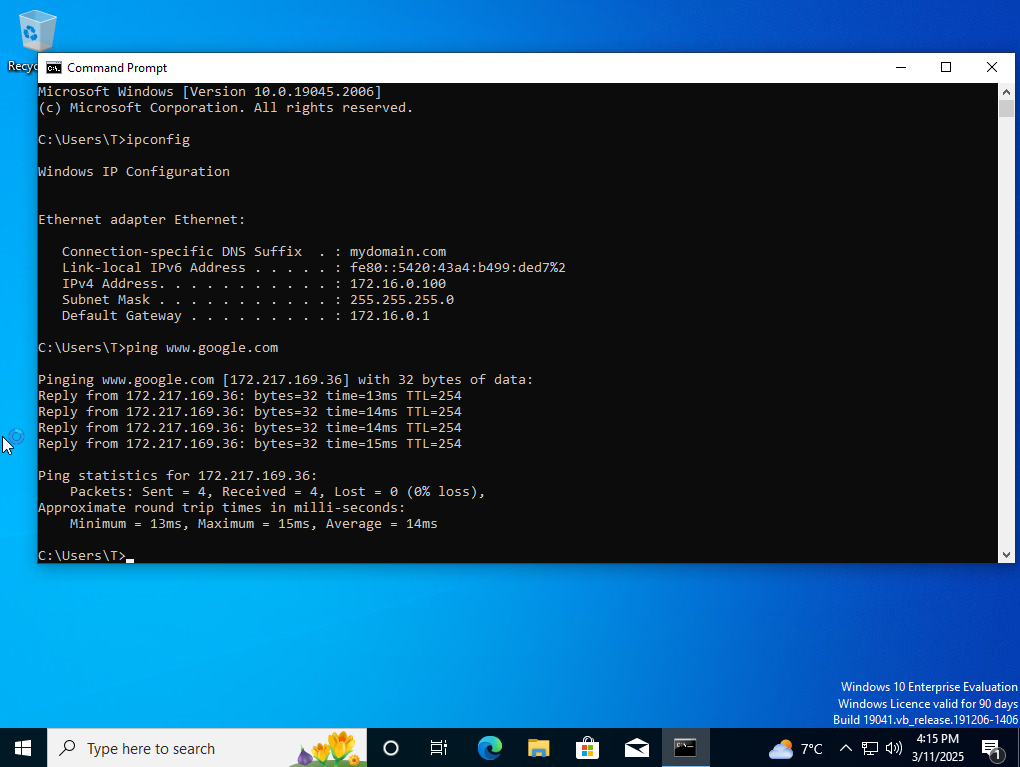 Recyc
Command Prompt
Microsoft Windows [Version 10.0.19045.2006]
(c) Microsoft Corporation. All rights reserved.
C:\Users\T>ipconfig
Windows IP Configuration
Ethernet adapter Ethernet:
Connection-specific DNS Suffix  . : mydomain.com
Link-local IPv6 Address . . . . . : fe80::5420:43a4:b499:ded7%2
IPv4 Address. . . . . . . . . . . : 172.16.0.100
Subnet Mask . . . . . . . . . . . : 255.255.255.0
Default Gateway . . . . . . . . . : 172.16.0.1
C:\Users\T>ping www.google.com
Pinging www.google.com [172.217.169.36] with 32 bytes of data:
Reply from 172.217.169.36: bytes=32 time=13ms TTL=254
Reply from 172.217.169.36: bytes=32 time=14ms TTL=254
Reply from 172.217.169.36: bytes=32 time=14ms TTL=254
Reply from 172.217.169.36: bytes=32 time=15ms TTL=254
Ping statistics for 172.217.169.36:
Packets: Sent = 4, Received = 4, Lost = 0 (0% loss),
Approximate round trip times in milli-seconds:
Minimum = 13ms, Maximum = 15ms, Average = 14ms
C:\Users\T>
Windows 10 Enterprise Evaluation
Windows Licence valid for 90 days
Build 19041.vb_release.191206-1406
Type here to search
7°C
4:15 PM
3/11/2025
1